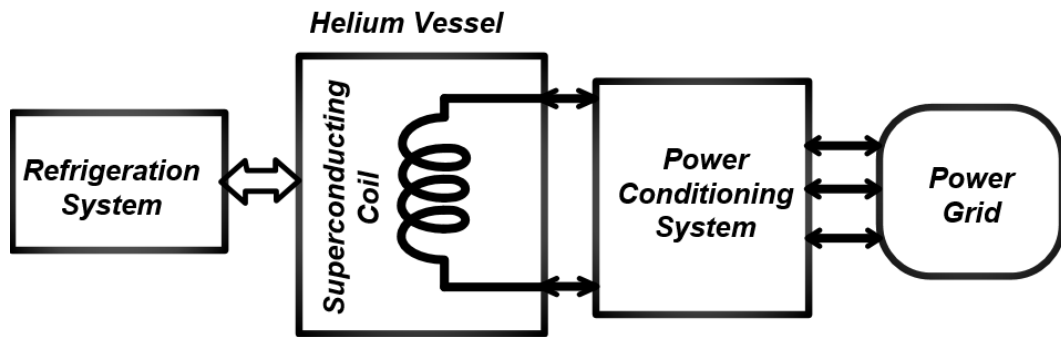 Helium Vessel
Refrigeration
System
Superconducting
Coil
Power
Conditioning
System
Power
Grid